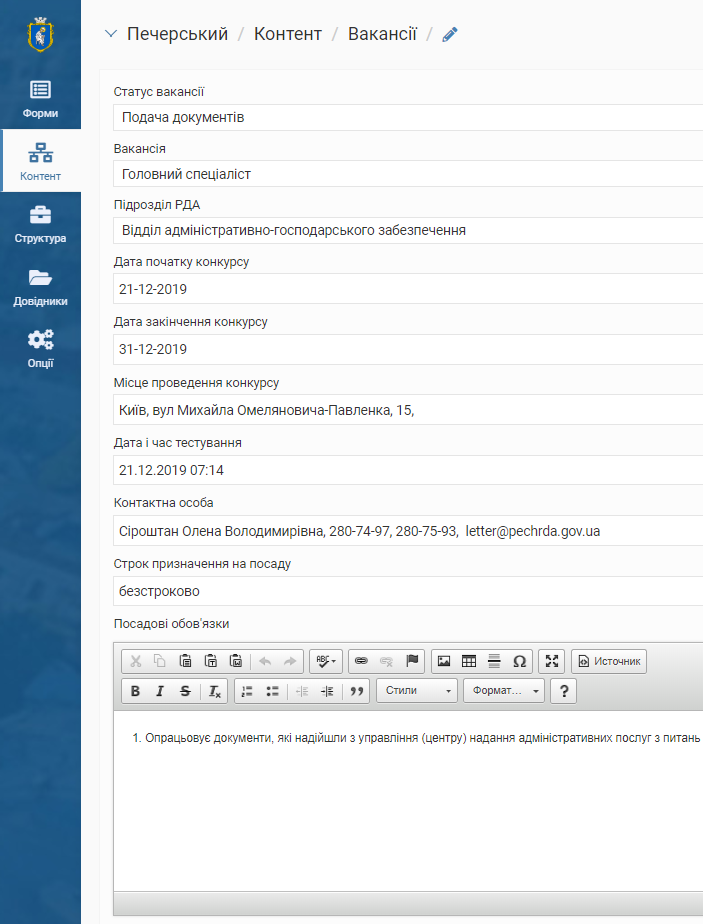 Печерський / Контент / Вакансії /
Форми
Контент
Структура
Довідники
Опції
Статус вакансії
Подача документів
Вакансія
Головний спеціаліст
Підрозділ РДА
Відділ адміністративно-господарського забезпечення
Дата початку конкурсу
21-12-2019
Дата закінчення конкурсу
31-12-2019
Місце проведення конкурсу
Київ, вул Михайла Омеляновича-Павленка, 15,
Дата і час тестування
21.12.2019 07:14
Контактна особа
Сіроштан Олена Володимирівна, 280-74-97, 280-75-93, letter@pechrda.gov.ua
Строк призначення на посаду
безстроково
Посадові обов'язки
ABC Ω Источник
B I S Tx Стили Формат... ?
1. Опрацьовує документи, які надійшли з управління (центру) надання адміністративних послуг з питань